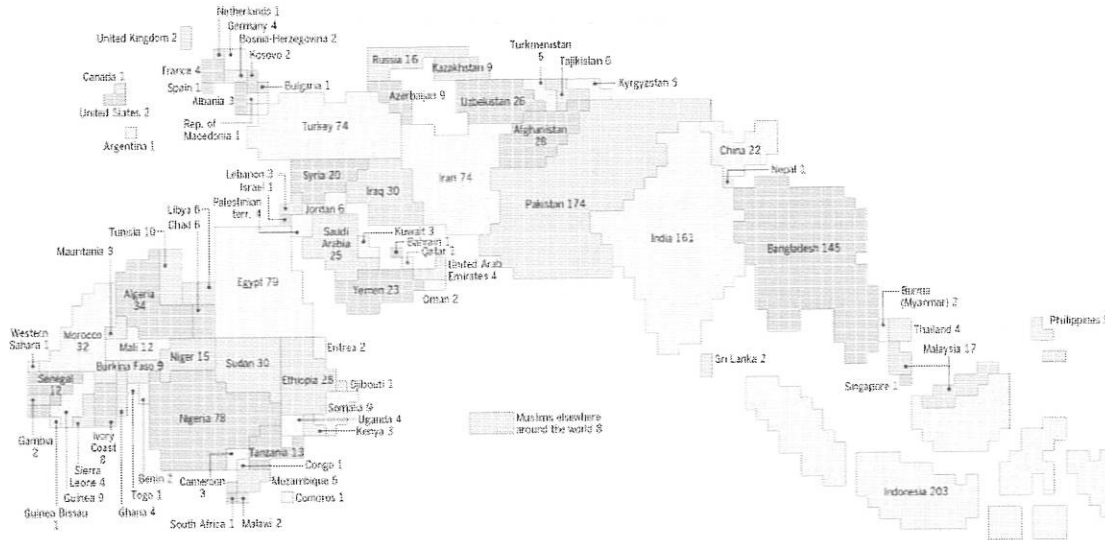 Netherlands 1
Germany 4
Bosnia-Herzegovina 2
United Kingdom 2
Kosovo 2
France 4
Canada 1
Spain 1
Bulgaria 1
Albania 3
United States 2
Rep. of
Macedonia 1
Argentina 1
Russia 16
Kazakhstan 9
Turkmenistan
5
Tajikistan 6
Kyrgyzstan 5
Azerbaijan 9
Uzbekistan 26
Afghanistan
28
Turkey 74
China 22
Iran 74
Nepal 1
Lebanon 3
Israel 1
Palestinian
terr. 4
Syria 20
Iraq 30
Jordan 6
Pakistan 174
India 161
Bangladesh 145
Libya 6
Chad 6
Tunisia 10
Mauritania 3
Saudi
Arabia
25
Kuwait 3
Bahrain 1
Qatar 1
United Arab
Emirates 4
Yemen 23
Oman 2
Egypt 79
Algeria
34
Burma
(Myanmar) 2
Thailand 4
Philippines
Malaysia 17
Singapore 1
Sri Lanka 2
Western
Sahara 1
Morocco
32
Mali 12
Niger 15
Sudan 30
Eritrea 2
Burkina Faso 9
Senegal
12
Ethiopia 28
Djibouti 1
Nigeria 78
Somalia 9
Uganda 4
Kenya 3
Muslims elsewhere
around the world 8
Gambia
2
Ivory
Coast
8
Tanzania 13
Congo 1
Sierra
Leone 4
Benin 2
Cameroon
3
Mozambique 5
Guinea 9
Togo 1
Comoros 1
Indonesia 203
Guinea Bissau
1
Ghana 4
South Africa 1
Malawi 2